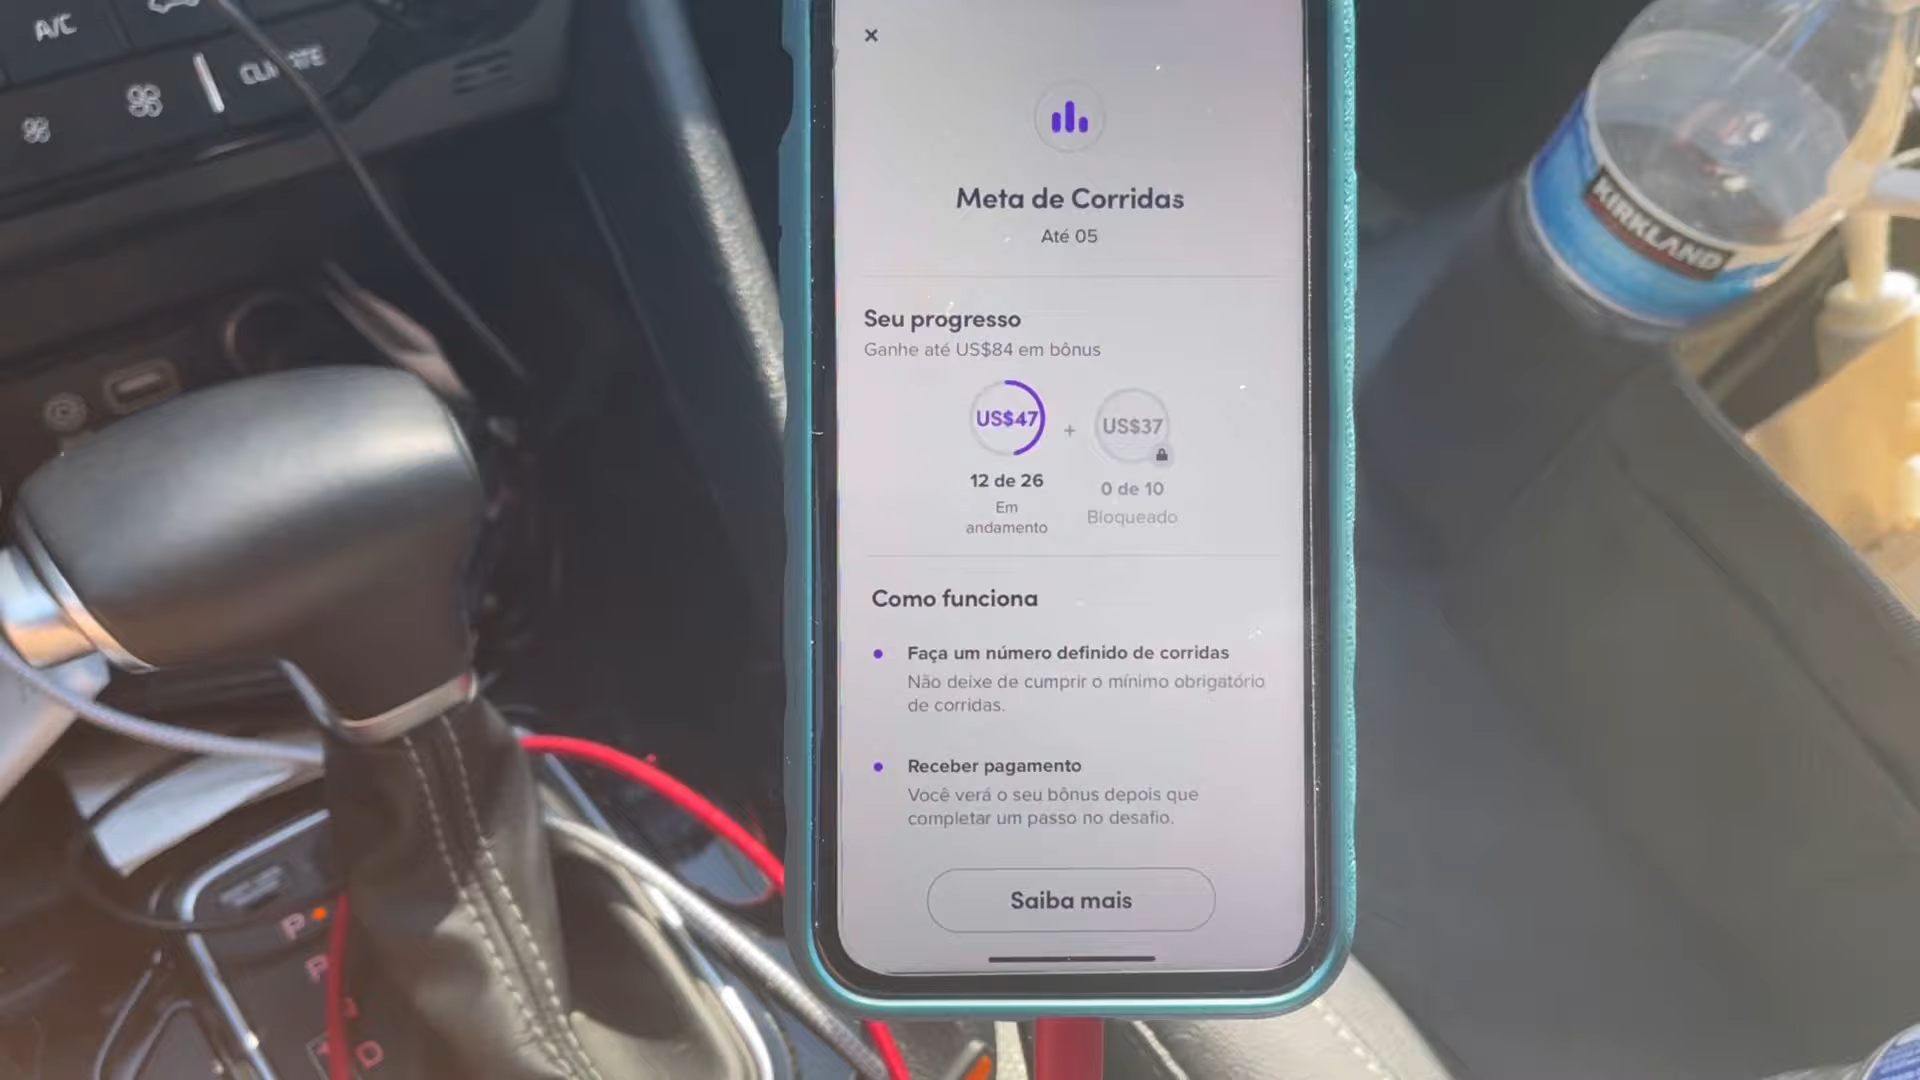 A/C
CLIMATE
×
Meta de Corridas
Até 05
Seu progresso
Ganhe até US$84 em bônus
US$47
+
US$37
12 de 26
Em
andamento
0 de 10
Bloqueado
Como funciona
Faça um número definido de corridas
Não deixe de cumprir o mínimo obrigatório
de corridas.
Receber pagamento
Você verá o seu bônus depois que
completar um passo no desafio.
Saiba mais
KIRKLAND
P
D